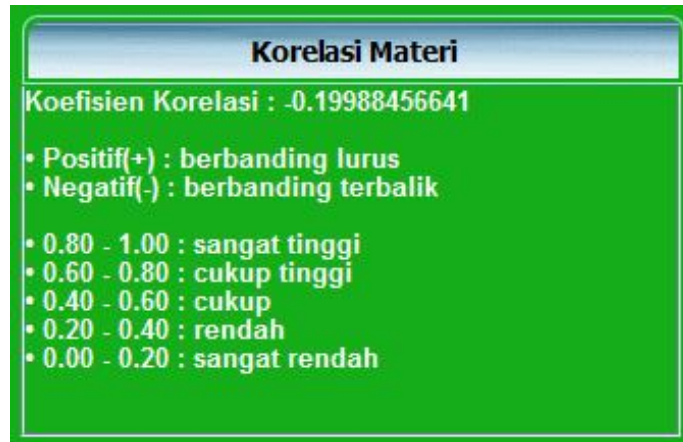 Korelasi Materi
Koefisien Korelasi : -0.19988456641
• Positif(+) : berbanding lurus
• Negatif(-) : berbanding terbalik
• 0.80 - 1.00 : sangat tinggi
• 0.60 - 0.80 : cukup tinggi
• 0.40 - 0.60 : cukup
• 0.20 - 0.40 : rendah
• 0.00 - 0.20 : sangat rendah